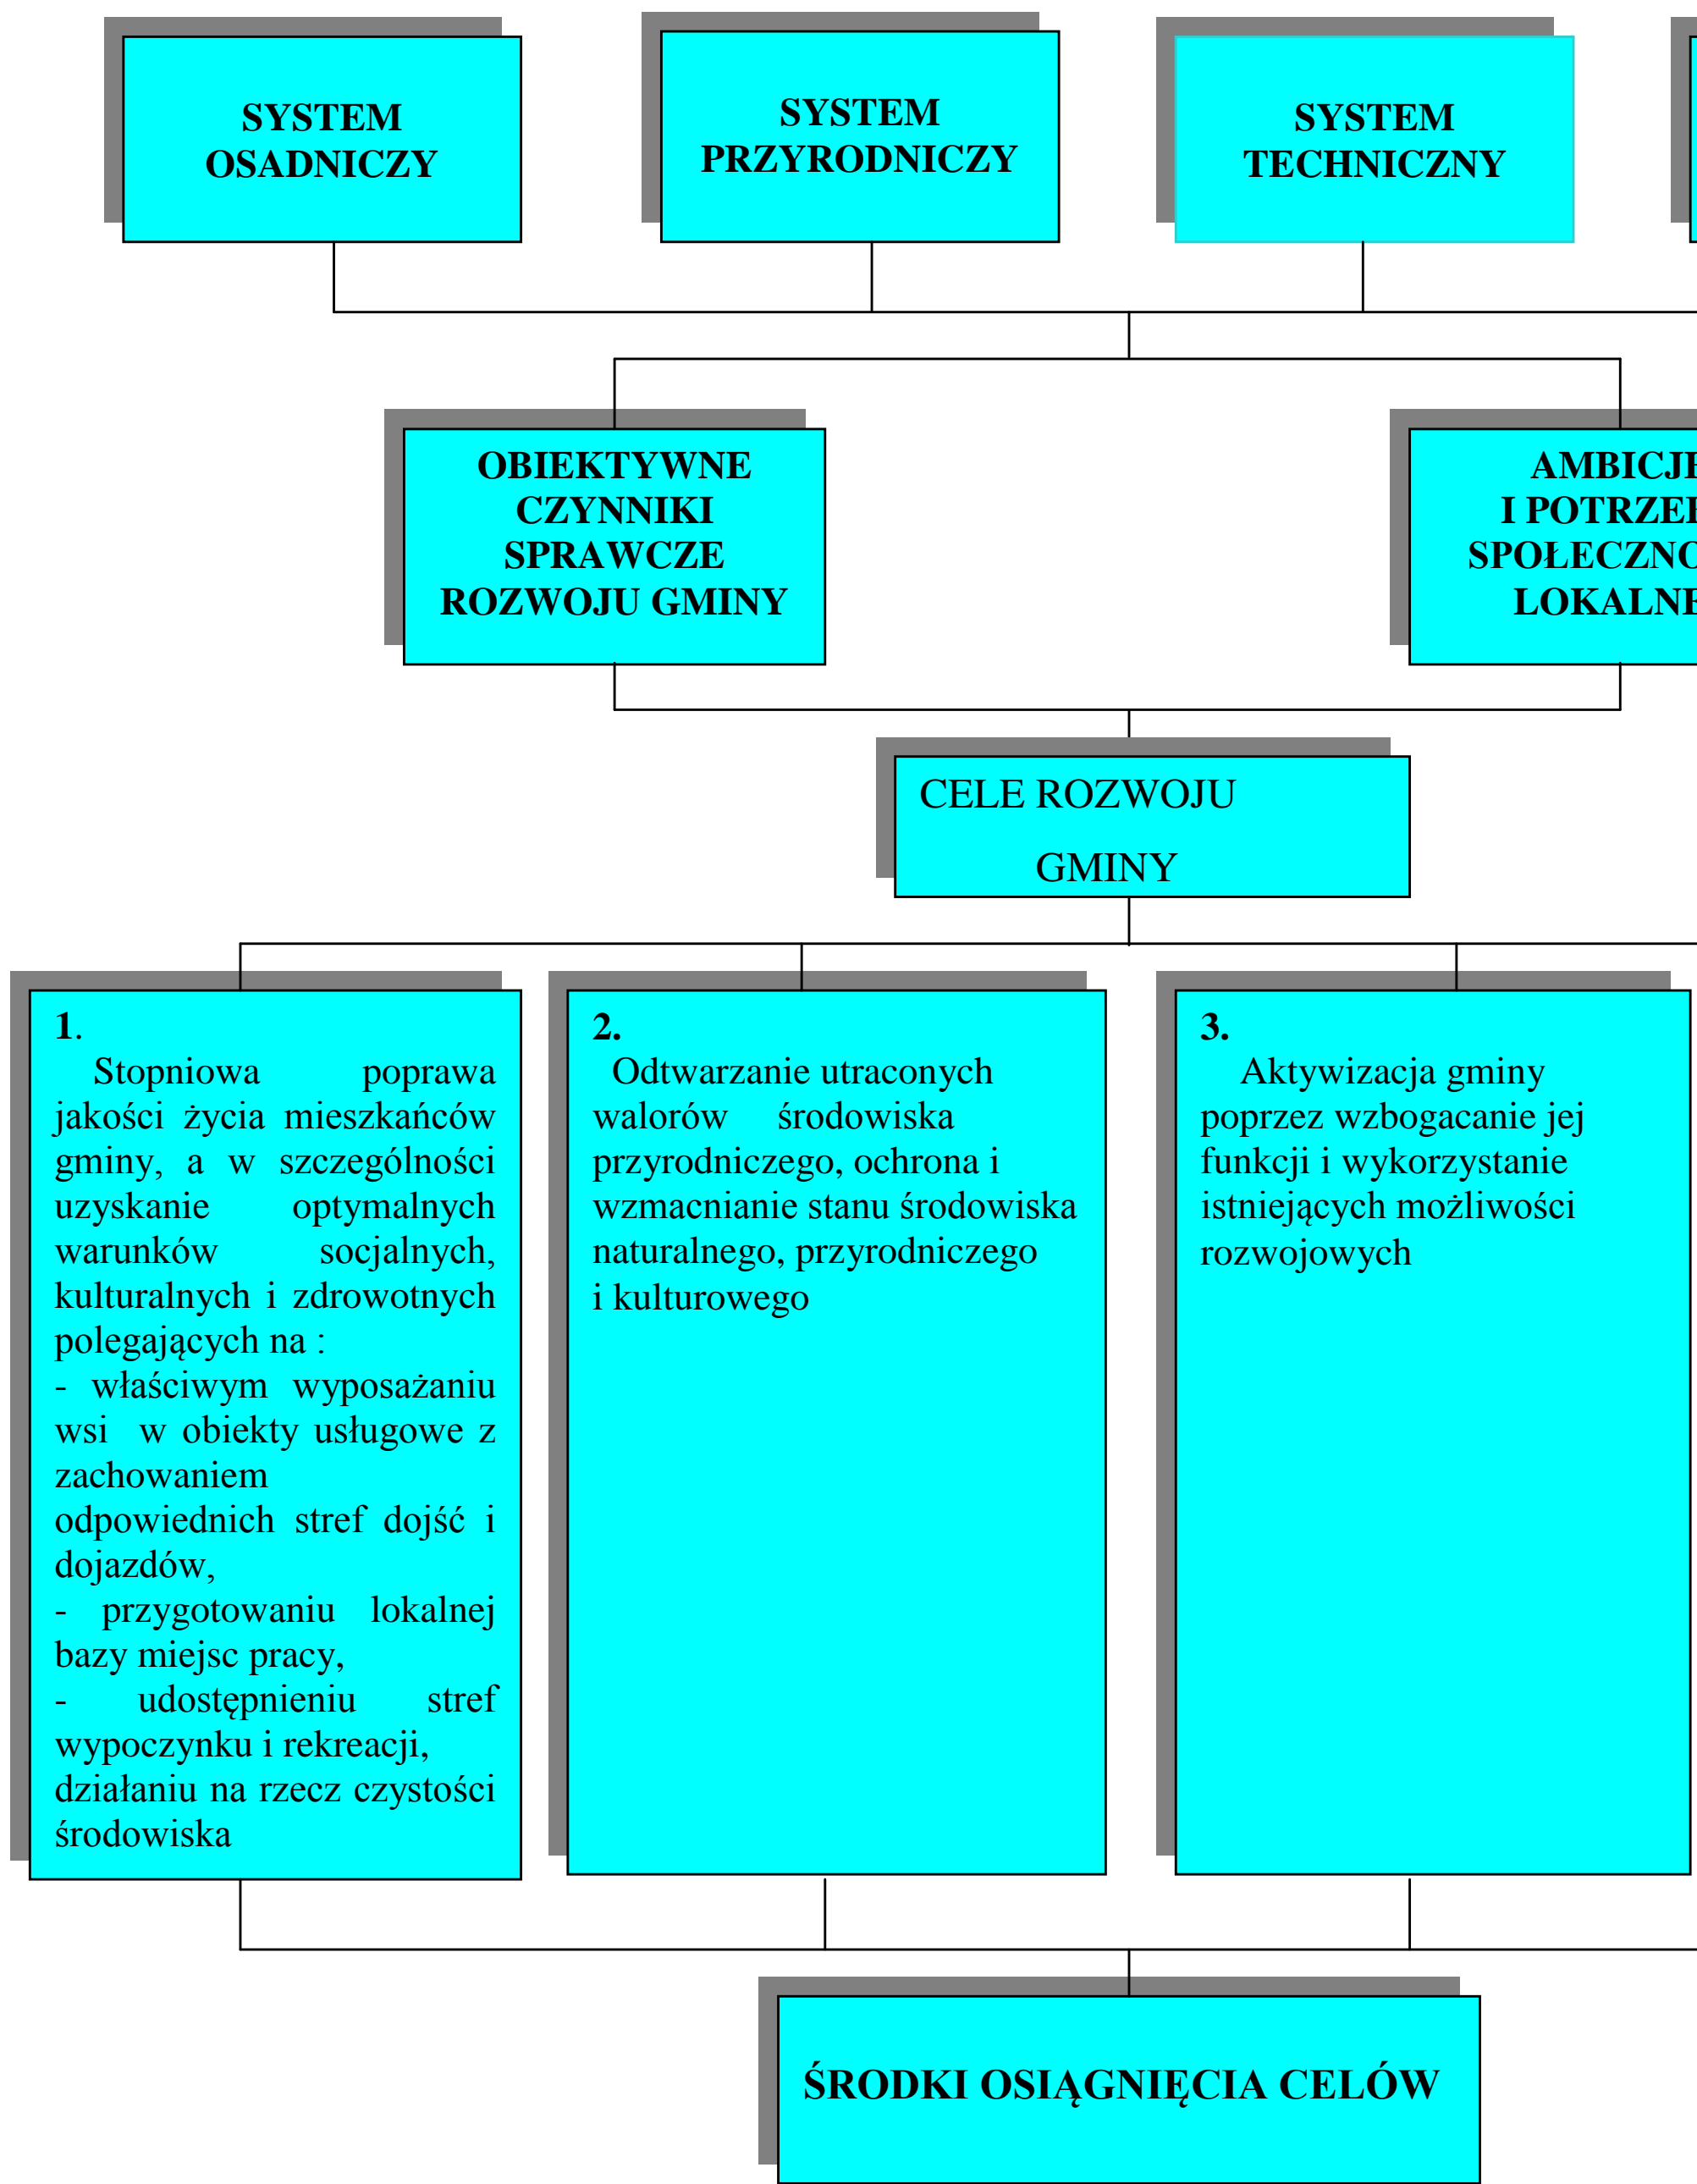 SYSTEM
OSADNICZY
SYSTEM
PRZYRODNICZY
SYSTEM
TECHNICZNY
OBIEKTYWNE
CZYNNIKI
SPRAWCZE
ROZWOJU GMINY
AMBICJE
I
LOKALNE
CELE ROZWOJU
GMINY
1.
Stopniowa poprawa
jakości życia mieszkańców
gminy, a w szczególności
uzyskanie optymalnych
warunków socjalnych,
kulturalnych i zdrowotnych
polegających na :
- właściwym wyposażaniu
wsi w obiekty usługowe z
zachowaniem
odpowiednich stref dojść i
dojazdów,
- przygotowaniu lokalnej
bazy miejsc pracy,
- udostępnieniu stref
wypoczynku i rekreacji,
działaniu na rzecz czystości
środowiska
2.
Odtwarzanie utraconych
walorów środowiska
przyrodniczego, ochrona i
wzmacnianie stanu środowiska
naturalnego, przyrodniczego
i kulturowego
3.
Aktywizacja gminy
poprzez wzbogacanie jej
funkcji i wykorzystanie
istniejących możliwości
rozwojowych
ŚRODKI OSIĄGNIĘCIA CELÓW